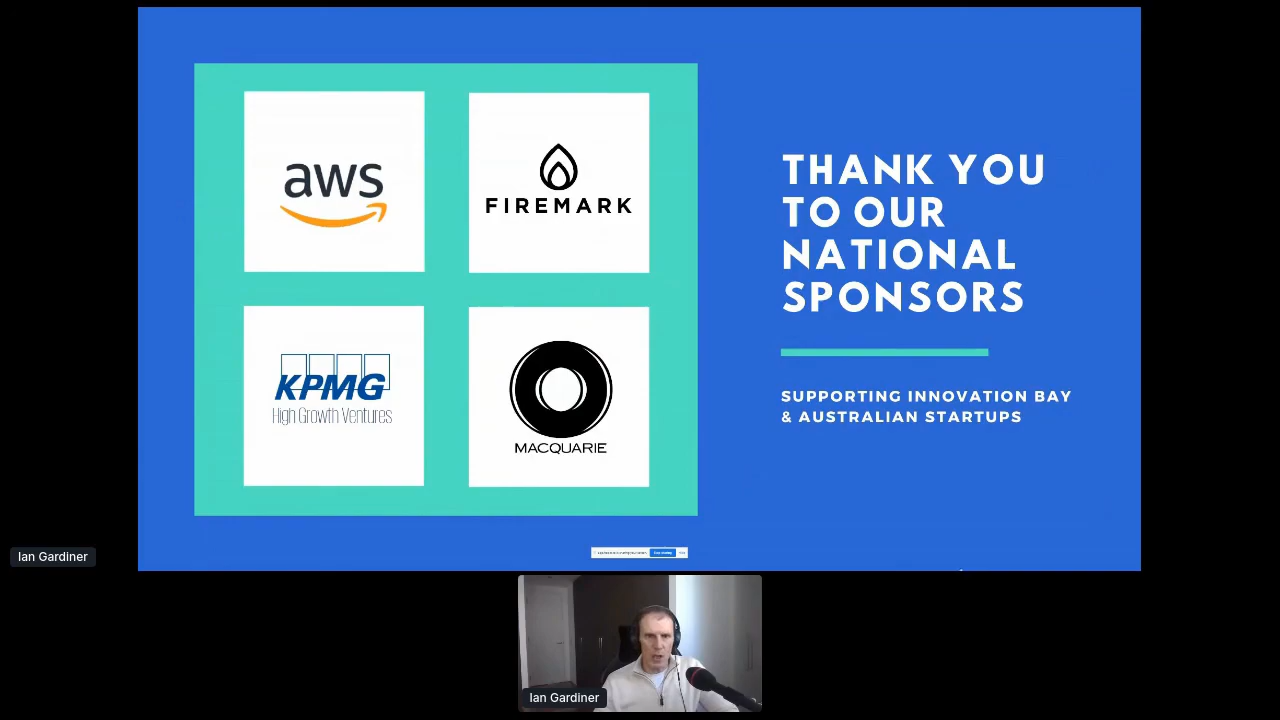 aws
FIREMARK
KPMG
High Growth Ventures
MACQUARIE
THANK YOU
TO OUR
NATIONAL
SPONSORS
SUPPORTING INNOVATION BAY
& AUSTRALIAN STARTUPS
Ian Gardiner
Ian Gardiner